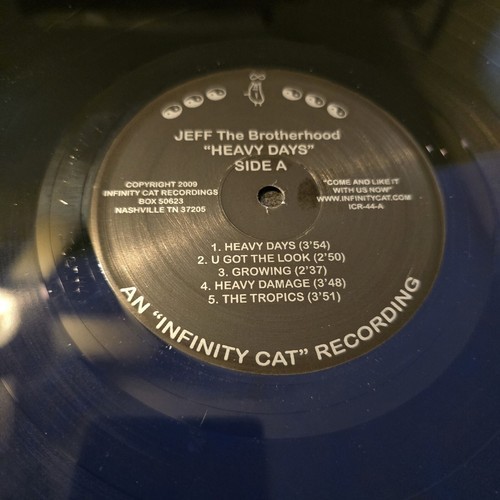 JEFF The Brotherhood
"HEAVY DAYS"
SIDE A
COPYRIGHT 2009
INFINITY CAT RECORDINGS
BOX 50623
NASHVILLE TN 37205
"COME AND LIKE IT
WITH US NOW"
WWW.INFINITYCAT.COM
ICR-44-A
1. HEAVY DAYS (3'54)
2. U GOT THE LOOK (2'50)
3. GROWING (2'37)
4. HEAVY DAMAGE (3'48)
5. THE TROPICS (3'51)
AN "INFINITY CAT" RECORDING